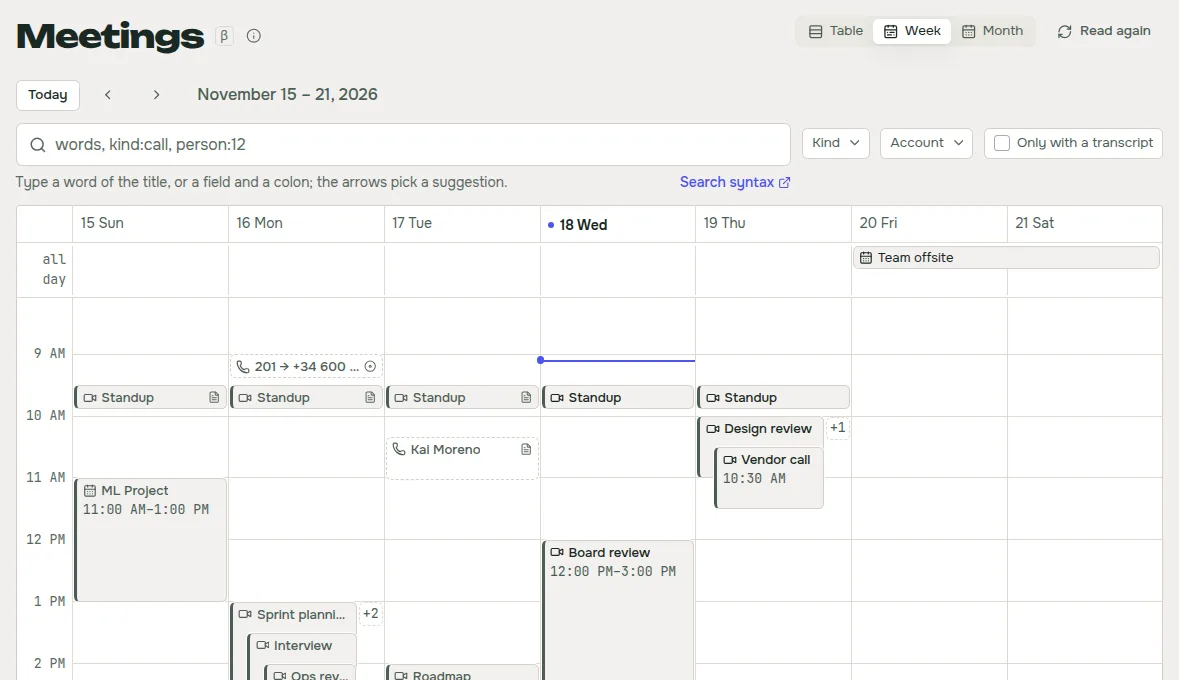 Meetings β
Table Week Month Read again
Today November 15 – 21, 2026
words, kind:call, person:12
Kind Account Only with a transcript
Type a word of the title, or a field and a colon; the arrows pick a suggestion. Search syntax
15 Sun 16 Mon 17 Tue 18 Wed 19 Thu 20 Fri 21 Sat
all day
Team offsite
9 AM
201 → +34 600 ...
Standup Standup Standup Standup Standup
10 AM
Design review +1
Kai Moreno
Vendor call
10:30 AM
11 AM
ML Project
11:00 AM–1:00 PM
12 PM
Board review
12:00 PM–3:00 PM
1 PM
Sprint planni... +2
Interview
2 PM
Ops rev...
Roadmap